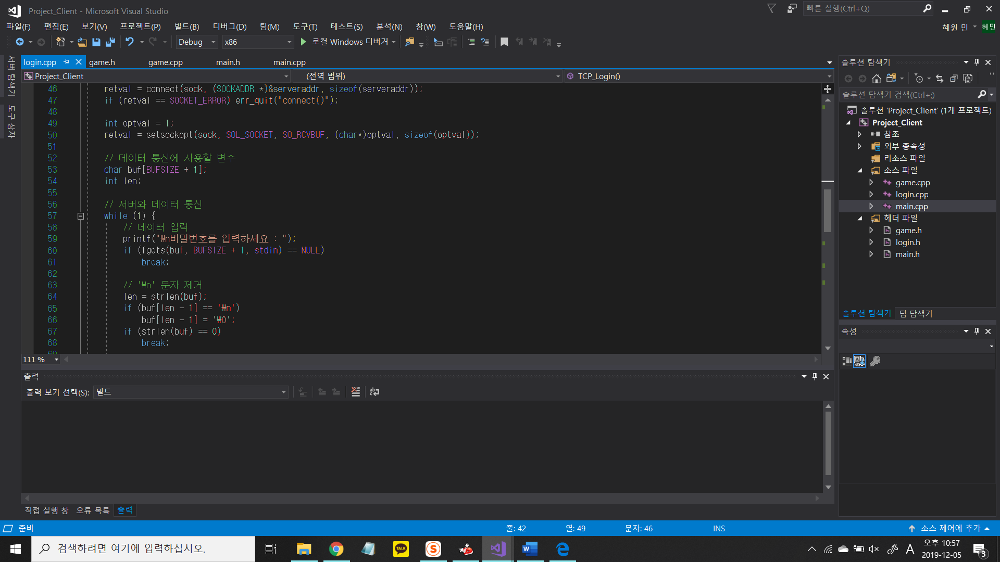 Project_Client - Microsoft Visual Studio
빠른 실행(Ctrl+Q)
파일(F) 편집(E) 보기(V) 프로젝트(P) 빌드(B) 디버그(D) 팀(M) 도구(T) 테스트(S) 분석(N) 창(W) 도움말(H)
혜원 민 혜민
Debug x86 로컬 Windows 디버거
서버 탐색기
도구 상자
login.cpp game.h game.cpp main.h main.cpp
Project_Client (전역 범위) TCP_Login()
46 retval = connect(sock, (SOCKADDR *)&serveraddr, sizeof(serveraddr));
47 if (retval == SOCKET_ERROR) err_quit("connect()");
48
49 int optval = 1;
50 retval = setsockopt(sock, SOL_SOCKET, SO_RCVBUF, (char*)optval, sizeof(optval));
51
52 // 데이터 통신에 사용할 변수
53 char buf[BUFSIZE + 1];
54 int len;
55
56 // 서버와 데이터 통신
57 while (1) {
58 // 데이터 입력
59 printf("₩n비밀번호를 입력하세요 : ");
60 if (fgets(buf, BUFSIZE + 1, stdin) == NULL)
61 break;
62
63 // '₩n' 문자 제거
64 len = strlen(buf);
65 if (buf[len - 1] == '₩n')
66 buf[len - 1] = '₩0';
67 if (strlen(buf) == 0)
68 break;
69
111 %
출력
출력 보기 선택(S): 빌드
직접 실행 창 오류 목록 출력
솔루션 탐색기
솔루션 탐색기 검색(Ctrl+;)
솔루션 'Project_Client' (1개 프로젝트)
Project_Client
참조
외부 종속성
리소스 파일
소스 파일
game.cpp
login.cpp
main.cpp
헤더 파일
game.h
login.h
main.h
솔루션 탐색기 팀 탐색기
속성
준비 줄: 42 열: 49 문자: 46 INS 소스 제어에 추가
검색하려면 여기에 입력하십시오.
TALK
A
오후 10:57
2019-12-05
3